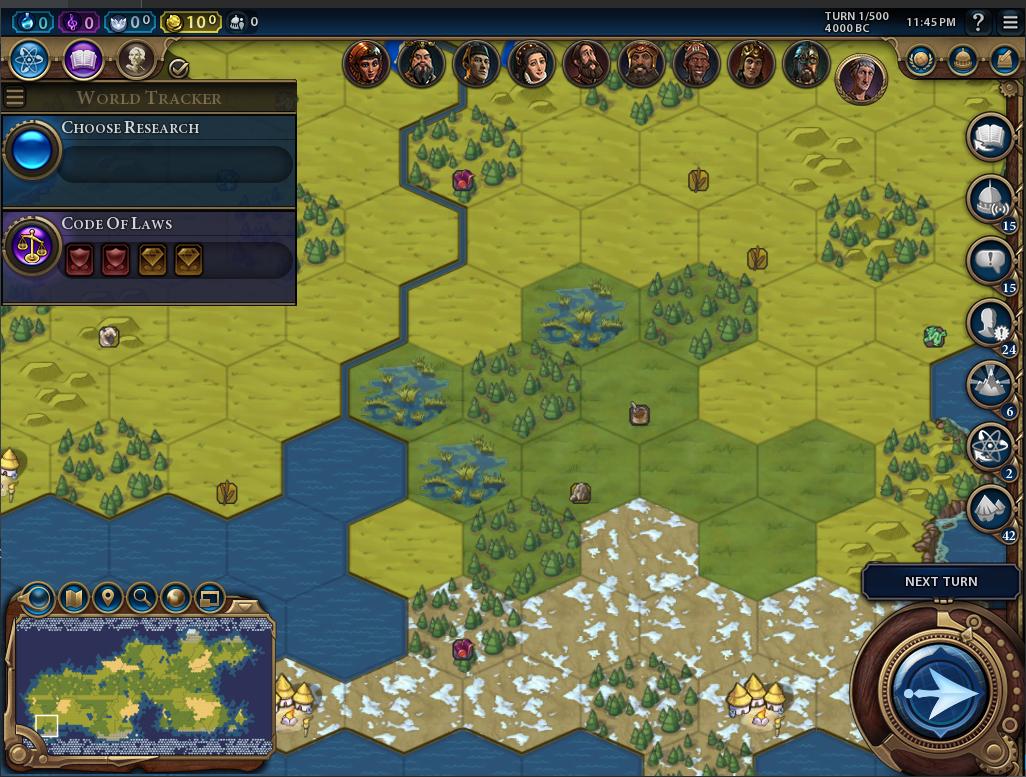 0 0 0⁰ 10⁰ 0
TURN 1/500
4000 BC
11:45 PM
?
WORLD TRACKER
CHOOSE RESEARCH
CODE OF LAWS
15
15
24
6
2
42
NEXT TURN